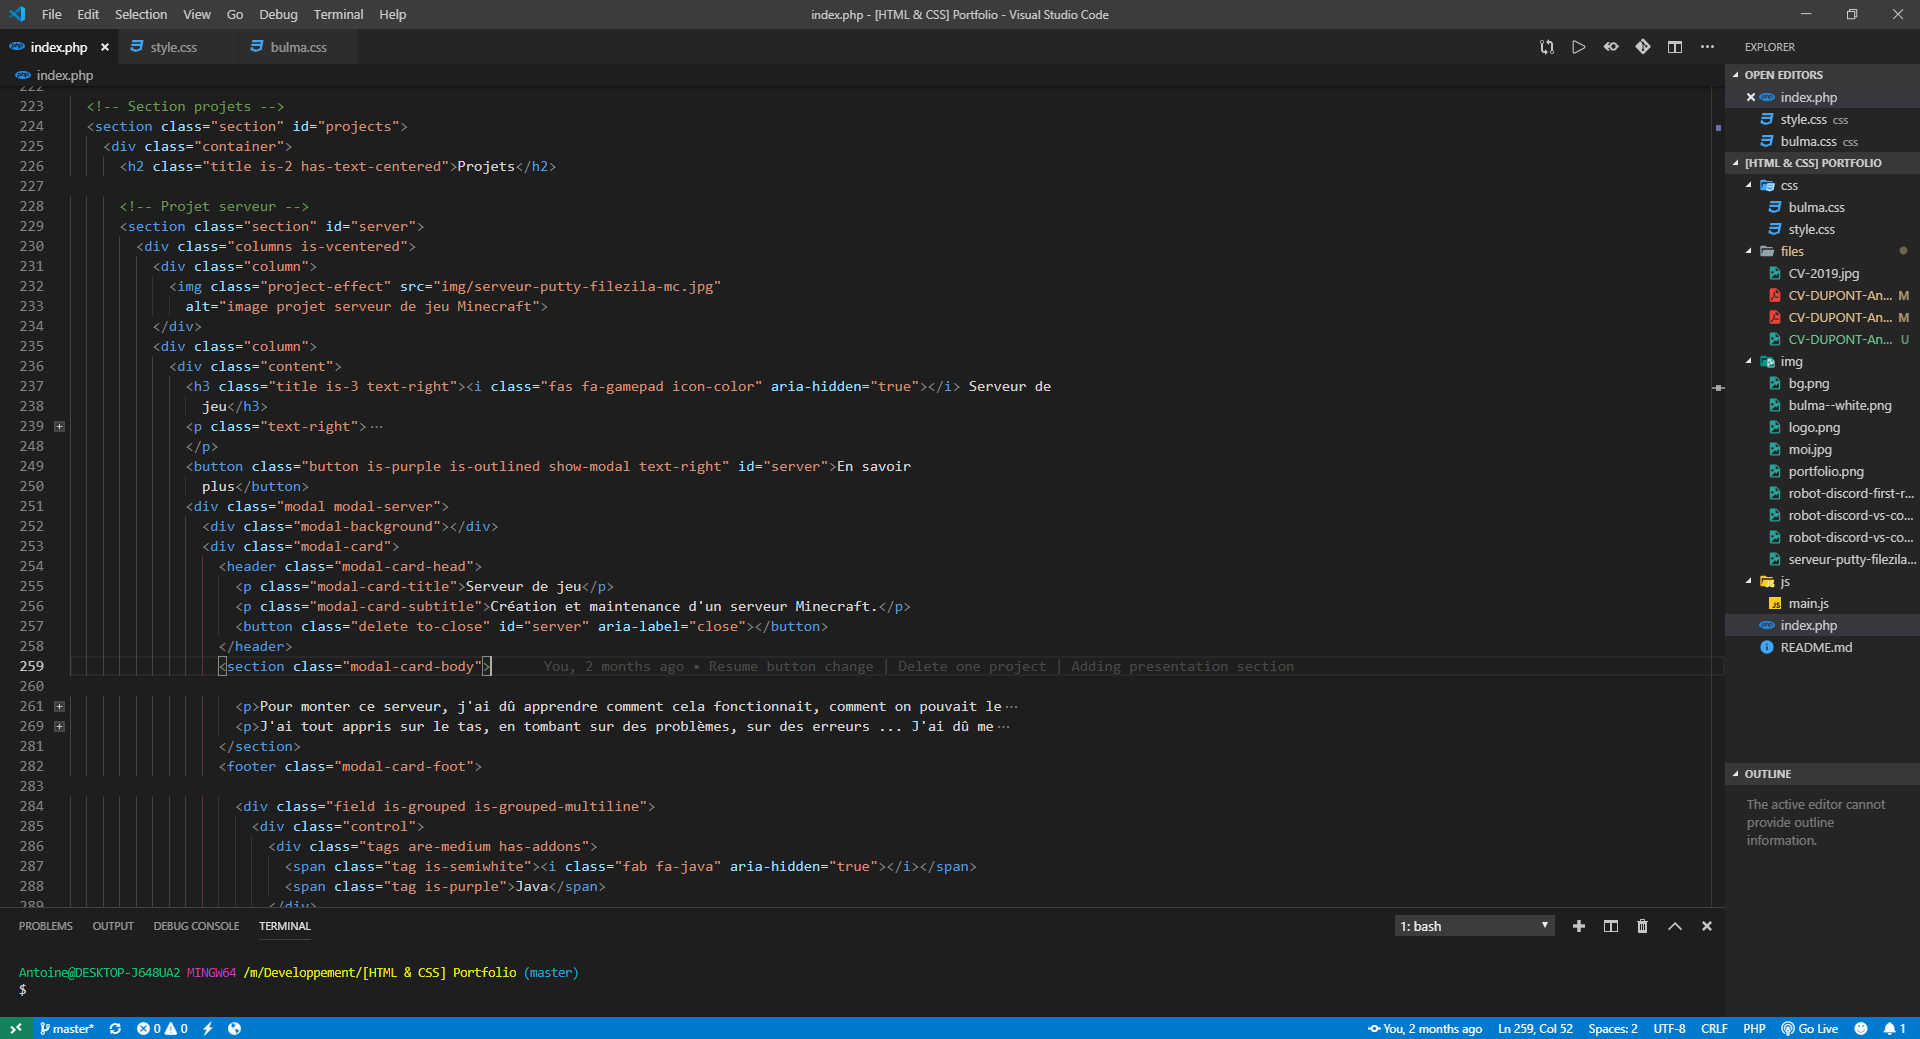 File Edit Selection View Go Debug Terminal Help
index.php - [HTML & CSS] Portfolio - Visual Studio Code
index.php style.css bulma.css
index.php
222
223 <!-- Section projets -->
224 <section class="section" id="projects">
225 <div class="container">
226 <h2 class="title is-2 has-text-centered">Projets</h2>
227
228 <!-- Projet serveur -->
229 <section class="section" id="server">
230 <div class="columns is-vcentered">
231 <div class="column">
232 <img class="project-effect" src="img/serveur-putty-filezila-mc.jpg"
233 alt="image projet serveur de jeu Minecraft">
234 </div>
235 <div class="column">
236 <div class="content">
237 <h3 class="title is-3 text-right"><i class="fas fa-gamepad icon-color" aria-hidden="true"></i> Serveur de
238 jeu</h3>
239 <p class="text-right">···
248 </p>
249 <button class="button is-purple is-outlined show-modal text-right" id="server">En savoir
250 plus</button>
251 <div class="modal modal-server">
252 <div class="modal-background"></div>
253 <div class="modal-card">
254 <header class="modal-card-head">
255 <p class="modal-card-title">Serveur de jeu</p>
256 <p class="modal-card-subtitle">Création et maintenance d'un serveur Minecraft.</p>
257 <button class="delete to-close" id="server" aria-label="close"></button>
258 </header>
259 <section class="modal-card-body"> You, 2 months ago • Resume button change | Delete one project | Adding presentation section
260
261 <p>Pour monter ce serveur, j'ai dû apprendre comment cela fonctionnait, comment on pouvait le···
269 <p>J'ai tout appris sur le tas, en tombant sur des problèmes, sur des erreurs ... J'ai dû me···
281 </section>
282 <footer class="modal-card-foot">
283
284 <div class="field is-grouped is-grouped-multiline">
285 <div class="control">
286 <div class="tags are-medium has-addons">
287 <span class="tag is-semiwhite"><i class="fab fa-java" aria-hidden="true"></i></span>
288 <span class="tag is-purple">Java</span>
289 </div>
PROBLEMS OUTPUT DEBUG CONSOLE TERMINAL
1: bash
Antoine@DESKTOP-J648UA2 MINGW64 /m/Developpement/[HTML & CSS] Portfolio (master)
$
EXPLORER
OPEN EDITORS
index.php
style.css css
bulma.css css
[HTML & CSS] PORTFOLIO
css
bulma.css
style.css
files
CV-2019.jpg
CV-DUPONT-An... M
CV-DUPONT-An... M
CV-DUPONT-An... U
img
bg.png
bulma--white.png
logo.png
moi.jpg
portfolio.png
robot-discord-first-r...
robot-discord-vs-co...
robot-discord-vs-co...
serveur-putty-filezila...
js
JS main.js
index.php
README.md
OUTLINE
The active editor cannot
provide outline
information.
master* 0 0
You, 2 months ago Ln 259, Col 52 Spaces: 2 UTF-8 CRLF PHP Go Live 1